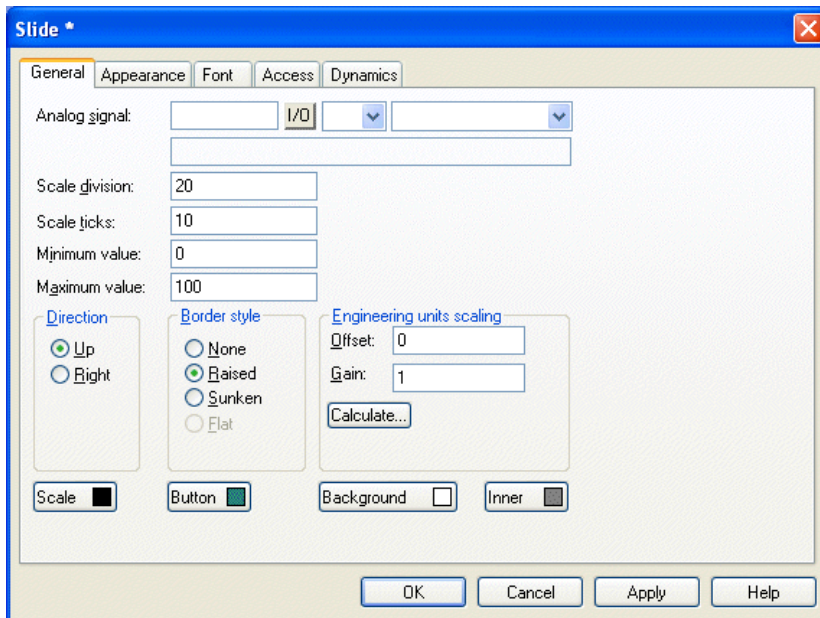 Slide *
General Appearance Font Access Dynamics
Analog signal: I/O
Scale division: 20
Scale ticks: 10
Minimum value: 0
Maximum value: 100
Direction Border style Engineering units scaling
Up None Offset: 0
Right Raised Gain: 1
Sunken Calculate...
Flat
Scale Button Background Inner
OK Cancel Apply Help